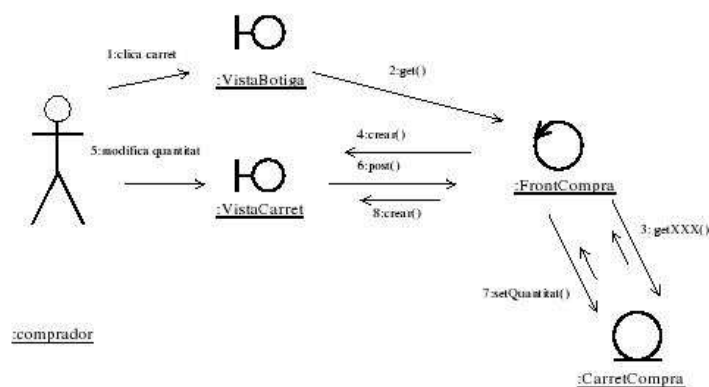 1:clica carret
:VistaBotiga
2:get()
5:modifica quantitat
4:crear()
6:post()
:VistaCarret
8:crear()
:FrontCompra
3: getXXX()
7:setQuantitat()
:comprador
:CarretCompra